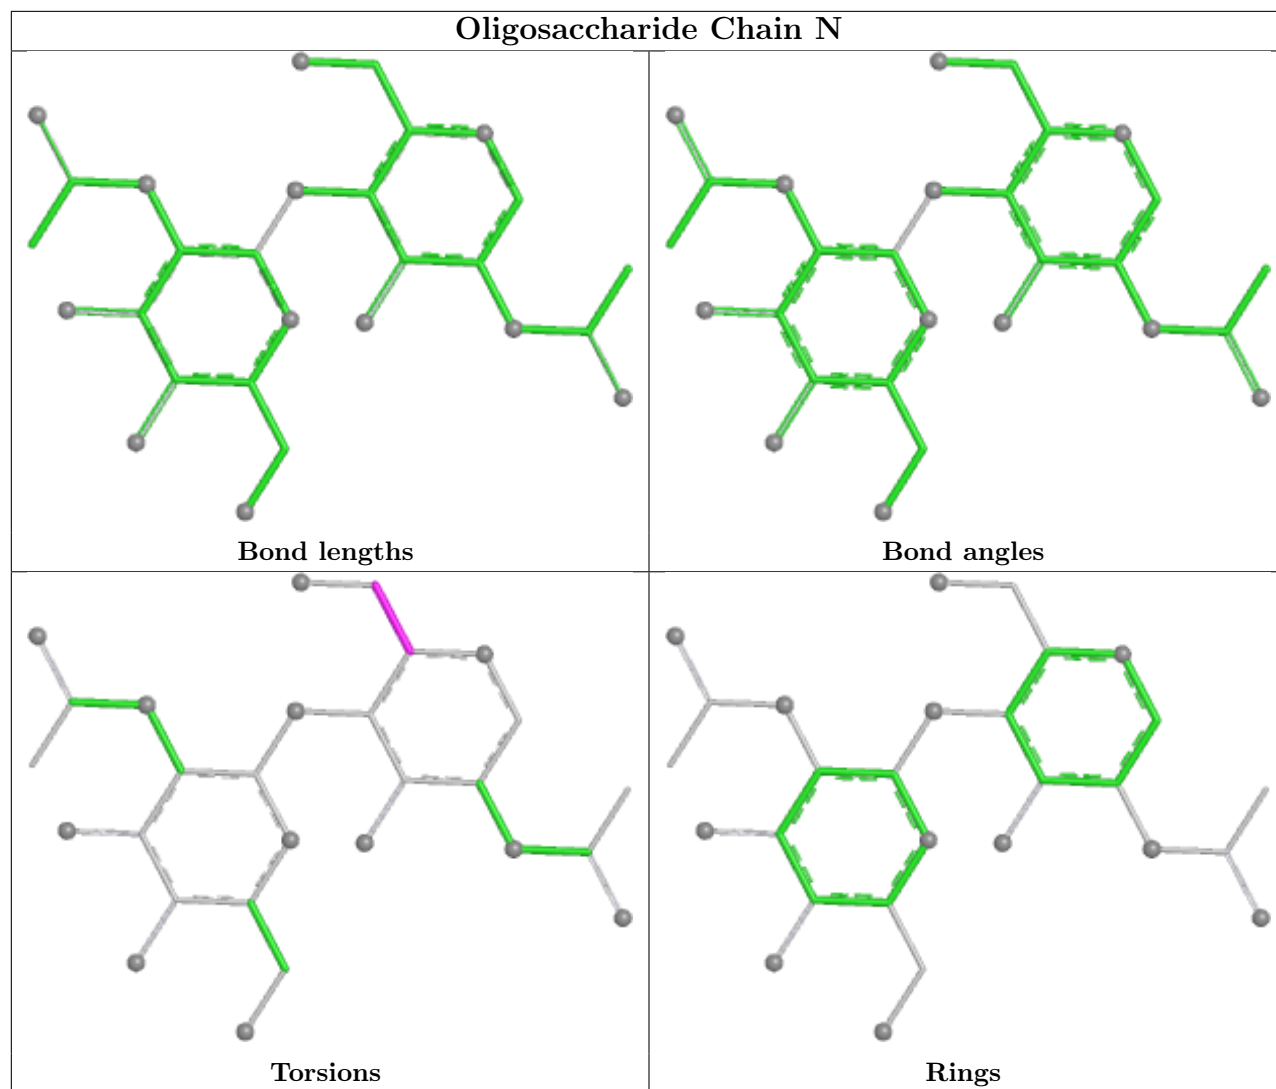 Oligosaccharide Chain N
Bond lengths
Bond angles
Torsions
Rings